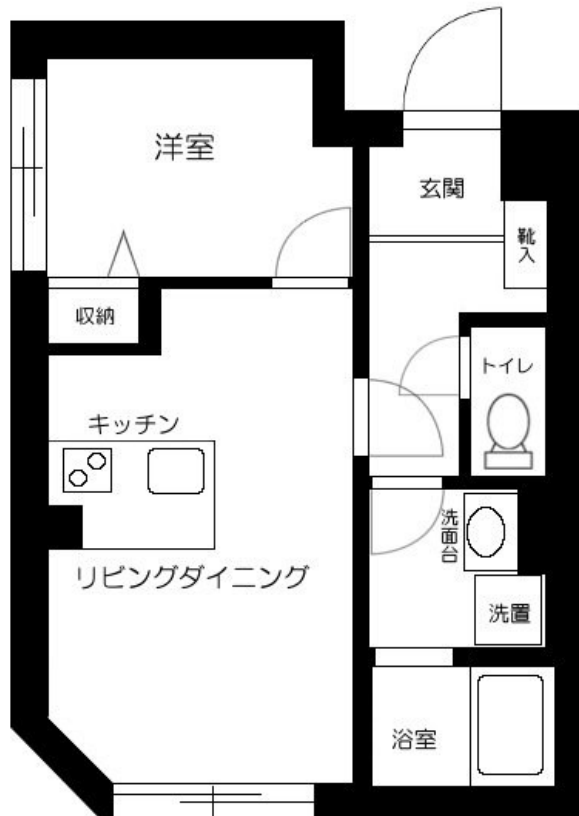 洋室
玄関
靴入
収納
トイレ
キッチン
洗面台
リビングダイニング
洗置
浴室